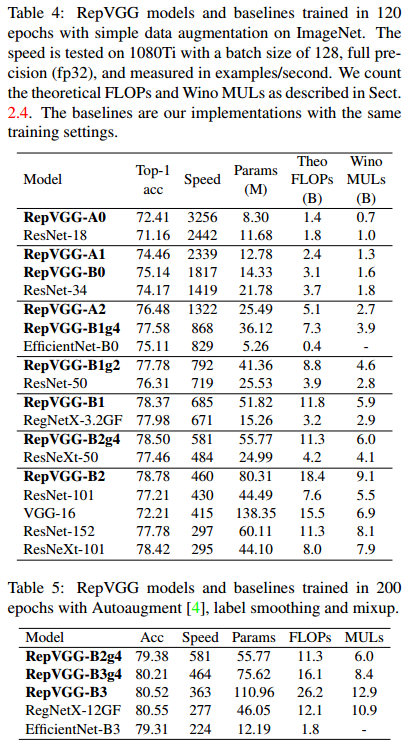 Table 4: RepVGG models and baselines trained in 120
epochs with simple data augmentation on ImageNet. The
speed is tested on 1080Ti with a batch size of 128, full pre-
cision (fp32), and measured in examples/second. We count
the theoretical FLOPs and Wino MULs as described in Sect.
2.4. The baselines are our implementations with the same
training settings.
Model Top-1 acc Speed Params (M) Theo FLOPs (B) Wino MULs (B)
RepVGG-A0 72.41 3256 8.30 1.4 0.7
ResNet-18 71.16 2442 11.68 1.8 1.0
RepVGG-A1 74.46 2339 12.78 2.4 1.3
RepVGG-B0 75.14 1817 14.33 3.1 1.6
ResNet-34 74.17 1419 21.78 3.7 1.8
RepVGG-A2 76.48 1322 25.49 5.1 2.7
RepVGG-B1g4 77.58 868 36.12 7.3 3.9
EfficientNet-B0 75.11 829 5.26 0.4 -
RepVGG-B1g2 77.78 792 41.36 8.8 4.6
ResNet-50 76.31 719 25.53 3.9 2.8
RepVGG-B1 78.37 685 51.82 11.8 5.9
RegNetX-3.2GF 77.98 671 15.26 3.2 2.9
RepVGG-B2g4 78.50 581 55.77 11.3 6.0
ResNeXt-50 77.46 484 24.99 4.2 4.1
RepVGG-B2 78.78 460 80.31 18.4 9.1
ResNet-101 77.21 430 44.49 7.6 5.5
VGG-16 72.21 415 138.35 15.5 6.9
ResNet-152 77.78 297 60.11 11.3 8.1
ResNeXt-101 78.42 295 44.10 8.0 7.9
Table 5: RepVGG models and baselines trained in 200
epochs with Autoaugment [4], label smoothing and mixup.
Model Acc Speed Params FLOPs MULs
RepVGG-B2g4 79.38 581 55.77 11.3 6.0
RepVGG-B3g4 80.21 464 75.62 16.1 8.4
RepVGG-B3 80.52 363 110.96 26.2 12.9
RegNetX-12GF 80.55 277 46.05 12.1 10.9
EfficientNet-B3 79.31 224 12.19 1.8 -